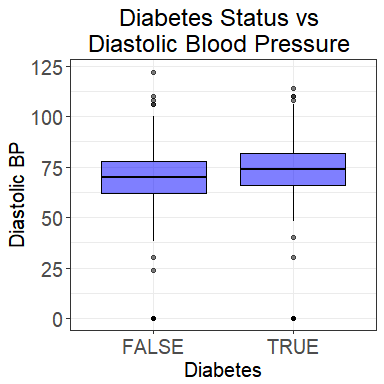 Diabetes Status vs
Diastolic Blood Pressure
125
100
75
50
25
0
Diastolic BP
FALSE TRUE
Diabetes